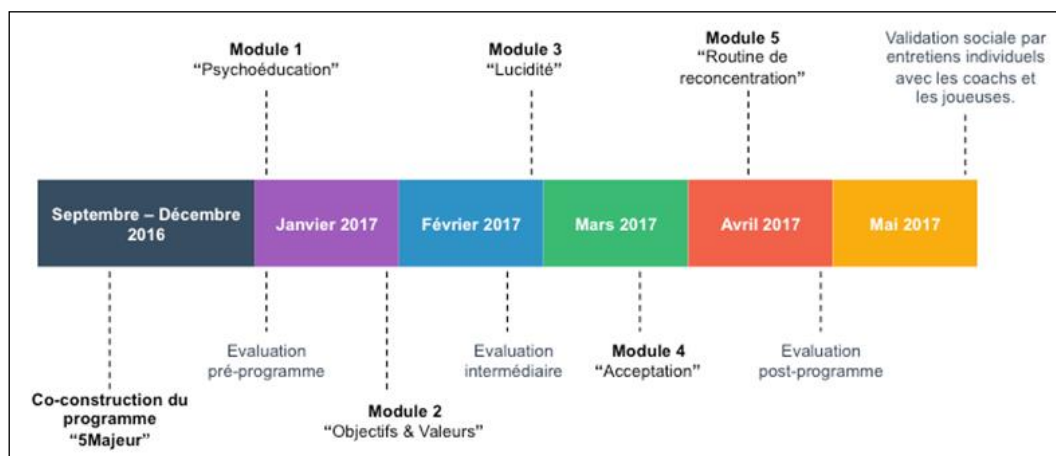 Module 1
“Psychoéducation”
Module 3
“Lucidité”
Module 5
“Routine de
reconcentration”
Validation sociale par
entretiens individuels
avec les coachs et
les joueuses.
Septembre – Décembre
2016
Janvier 2017
Février 2017
Mars 2017
Avril 2017
Mai 2017
Co-construction du
programme
“5Majeur”
Evaluation
pré-programme
Module 2
“Objectifs & Valeurs”
Evaluation
intermédiaire
Module 4
“Acceptation”
Evaluation
post-programme